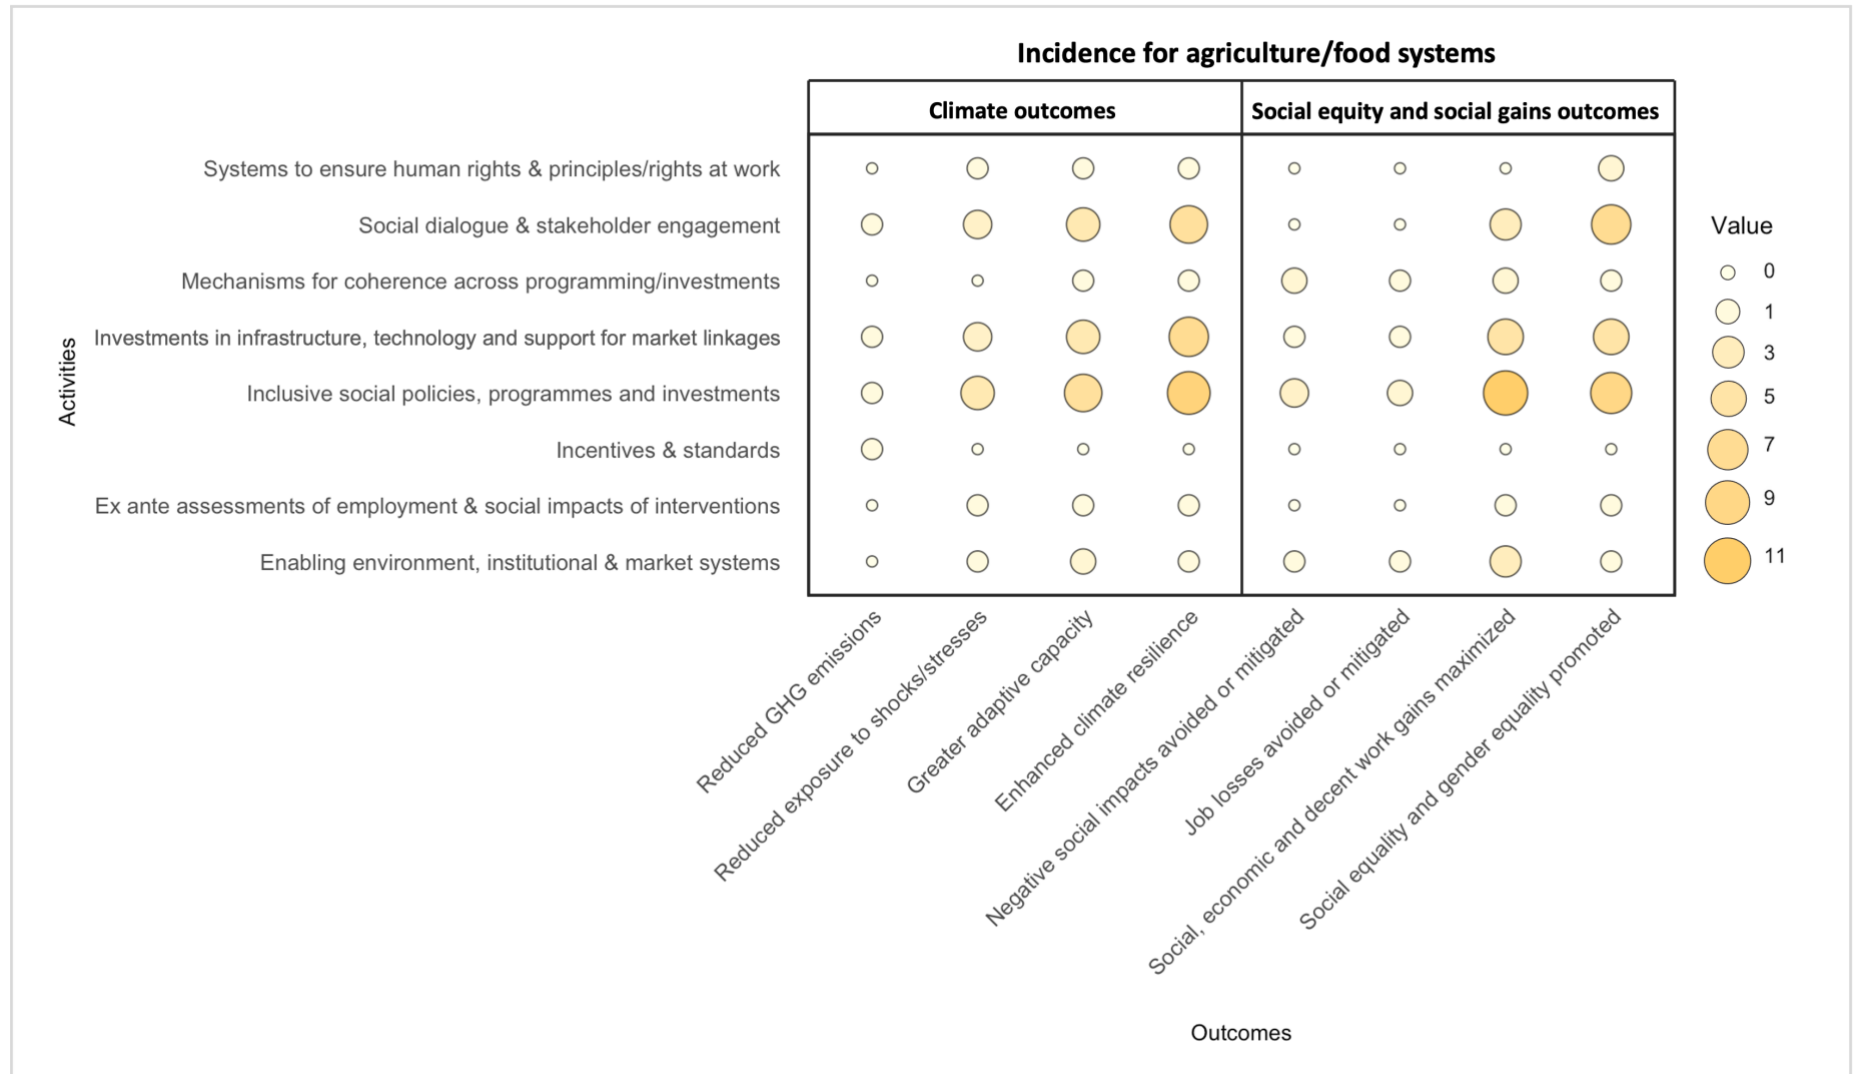 Incidence for agriculture/food systems
Climate outcomes
Social equity and social gains outcomes
Systems to ensure human rights & principles/rights at work
Social dialogue & stakeholder engagement
Mechanisms for coherence across programming/investments
Investments in infrastructure, technology and support for market linkages
Inclusive social policies, programmes and investments
Incentives & standards
Ex ante assessments of employment & social impacts of interventions
Enabling environment, institutional & market systems
Activities
Value
0
1
3
5
7
9
11
Reduced GHG emissions
Reduced exposure to shocks/stresses
Greater adaptive capacity
Enhanced climate resilience
Negative social impacts avoided or mitigated
Job losses avoided or mitigated
Social, economic and decent work gains maximized
Social equality and gender equality promoted
Outcomes